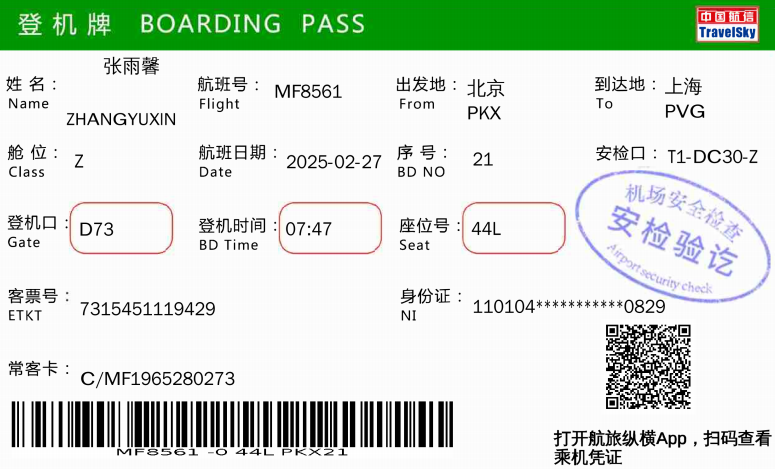 登机牌 BOARDING PASS
中国航信
TravelSky
张雨馨
姓名: 航班号: MF8561 出发地: 北京 到达地: 上海
Name ZHANGYUXIN Flight From PKX To PVG
舱位: Z 航班日期: 2025-02-27 序号: 21 安检口: T1-DC30-Z
Class Date BD NO
机场安全检查
安检验讫
Airport security check
登机口: D73 登机时间: 07:47 座位号: 44L
Gate BD Time Seat
客票号: 7315451119429 身份证: 110104***********0829
ETKT NI
常客卡: C/MF1965280273
MF8561 -0 44L PKX21
打开航旅纵横App，扫码查看
乘机凭证